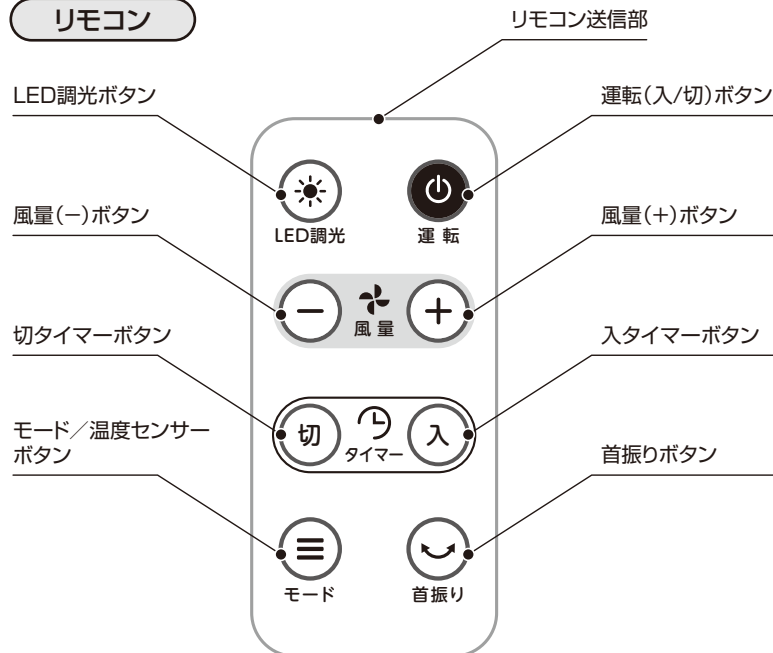 リモコン
リモコン送信部
LED調光ボタン
運転(入/切)ボタン
LED調光
運転
風量(−)ボタン
風量(+)ボタン
風量
切タイマーボタン
入タイマーボタン
切
入
タイマー
モード／温度センサー
ボタン
首振りボタン
モード
首振り